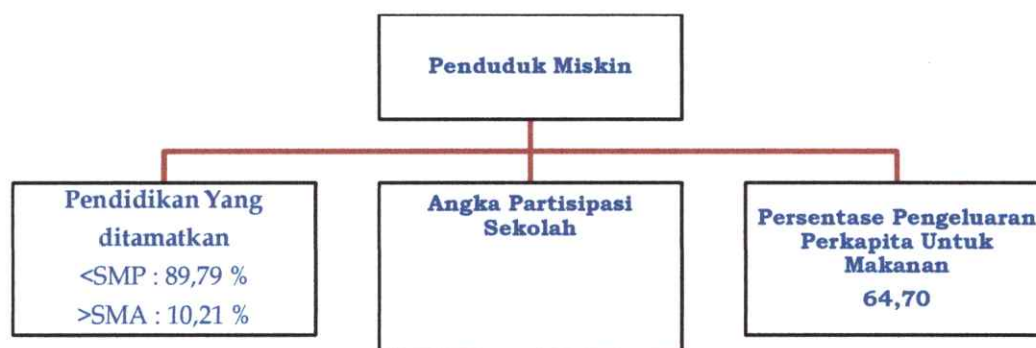 Penduduk Miskin
Pendidikan Yang
ditamatkan
<SMP : 89,79 %
>SMA : 10,21 %
Angka Partisipasi
Sekolah
Persentase Pengeluaran
Perkapita Untuk
Makanan
64,70